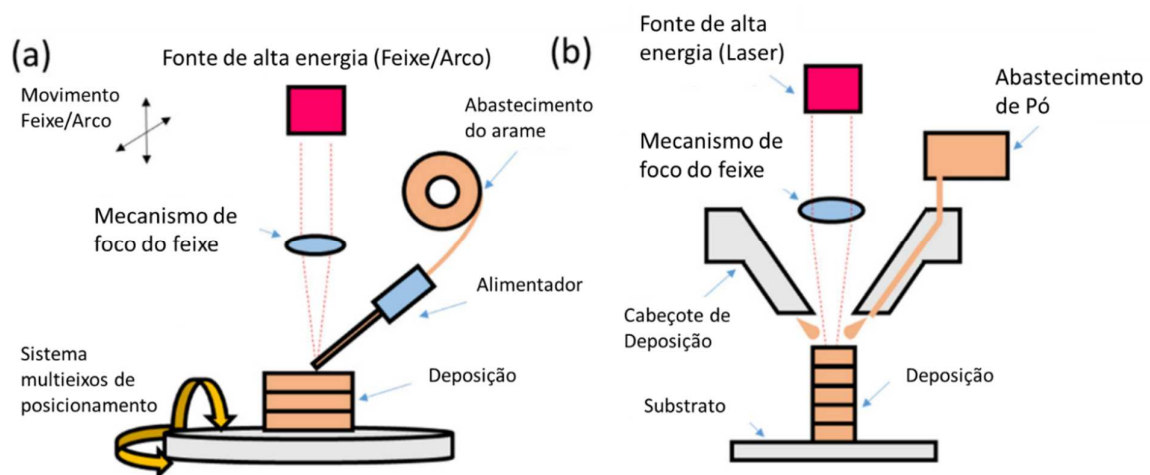 (a)
Fonte de alta energia (Feixe/Arco)
Movimento
Feixe/Arco
Abastecimento
do arame
Mecanismo de
foco do feixe
Alimentador
Sistema
multieixos de
posicionamento
Deposição
(b)
Fonte de alta
energia (Laser)
Abastecimento
de Pó
Mecanismo de
foco do feixe
Cabeçote de
Deposição
Deposição
Substrato